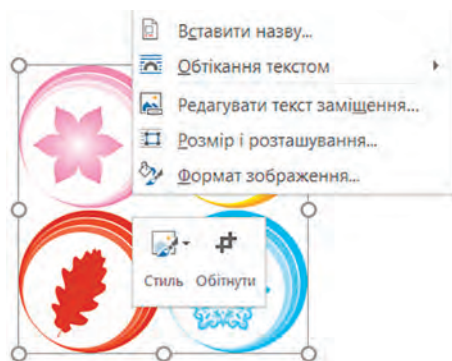 Вставити назву...
Обтікання текстом
Редагувати текст заміщення...
Розмір і розташування...
Формат зображення...
Стиль Обітнути